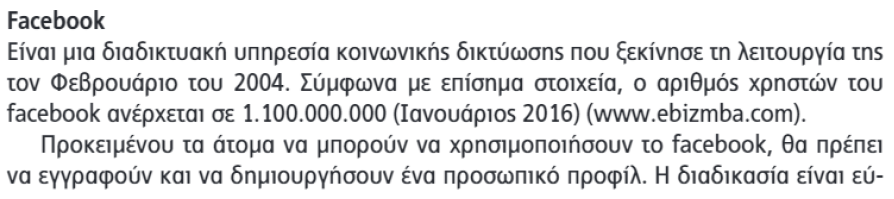 Facebook
Είναι μια διαδικτυακή υπηρεσία κοινωνικής δικτύωσης που ξεκίνησε τη λειτουργία της
τον Φεβρουάριο του 2004. Σύμφωνα με επίσημα στοιχεία, ο αριθμός χρηστών του
facebook ανέρχεται σε 1.100.000.000 (Ιανουάριος 2016) (www.ebizmba.com).
Προκειμένου τα άτομα να μπορούν να χρησιμοποιήσουν το facebook, θα πρέπει
να εγγραφούν και να δημιουργήσουν ένα προσωπικό προφίλ. Η διαδικασία είναι εύ-